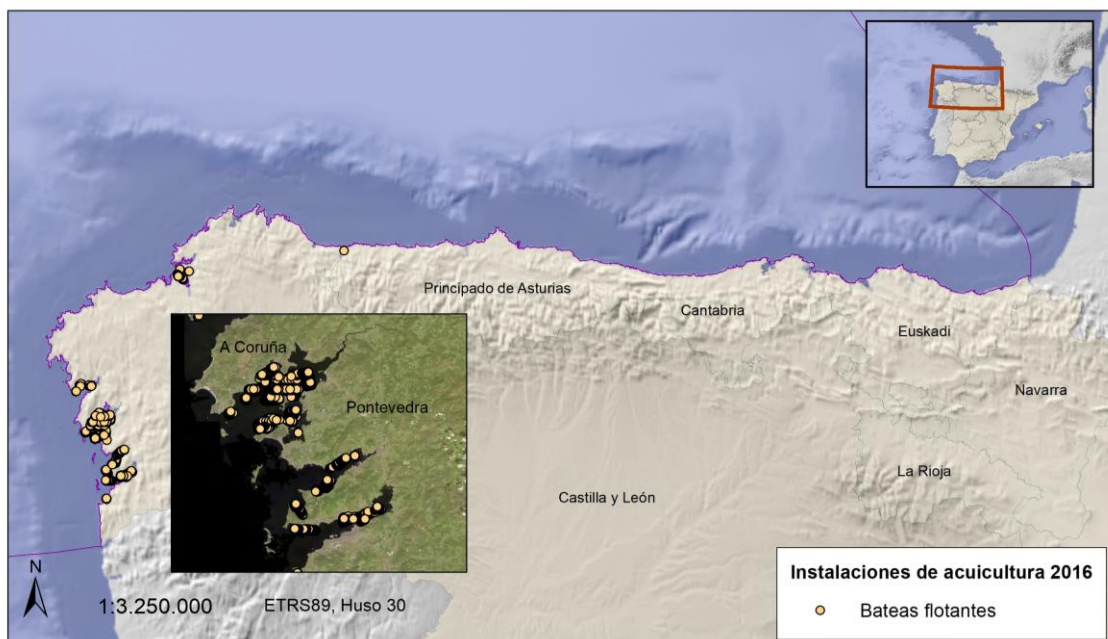 Principado de Asturias
Cantabria
Euskadi
Navarra
La Rioja
Castilla y León
A Coruña
Pontevedra
N
1:3.250.000
ETRS89, Huso 30
Instalaciones de acuicultura 2016
Bateas flotantes